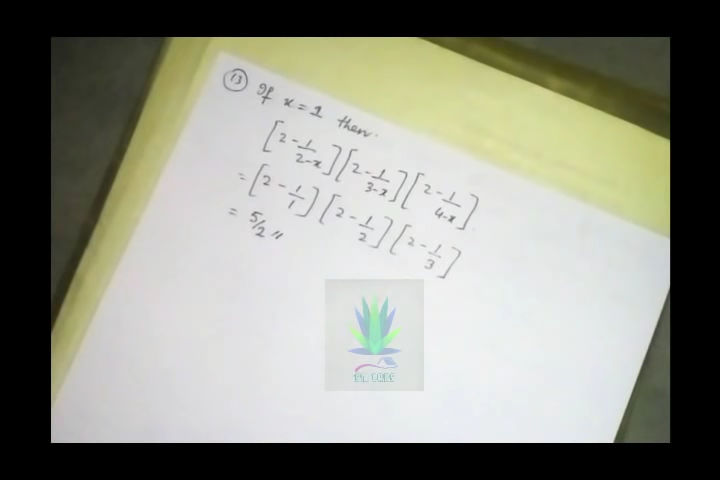 (13) If x = 1 then.
[2 - 1/(2-x)] [2 - 1/(3-x)] [2 - 1/(4-x)]
= [2 - 1/1] [2 - 1/2] [2 - 1/3]
= 5/2 //